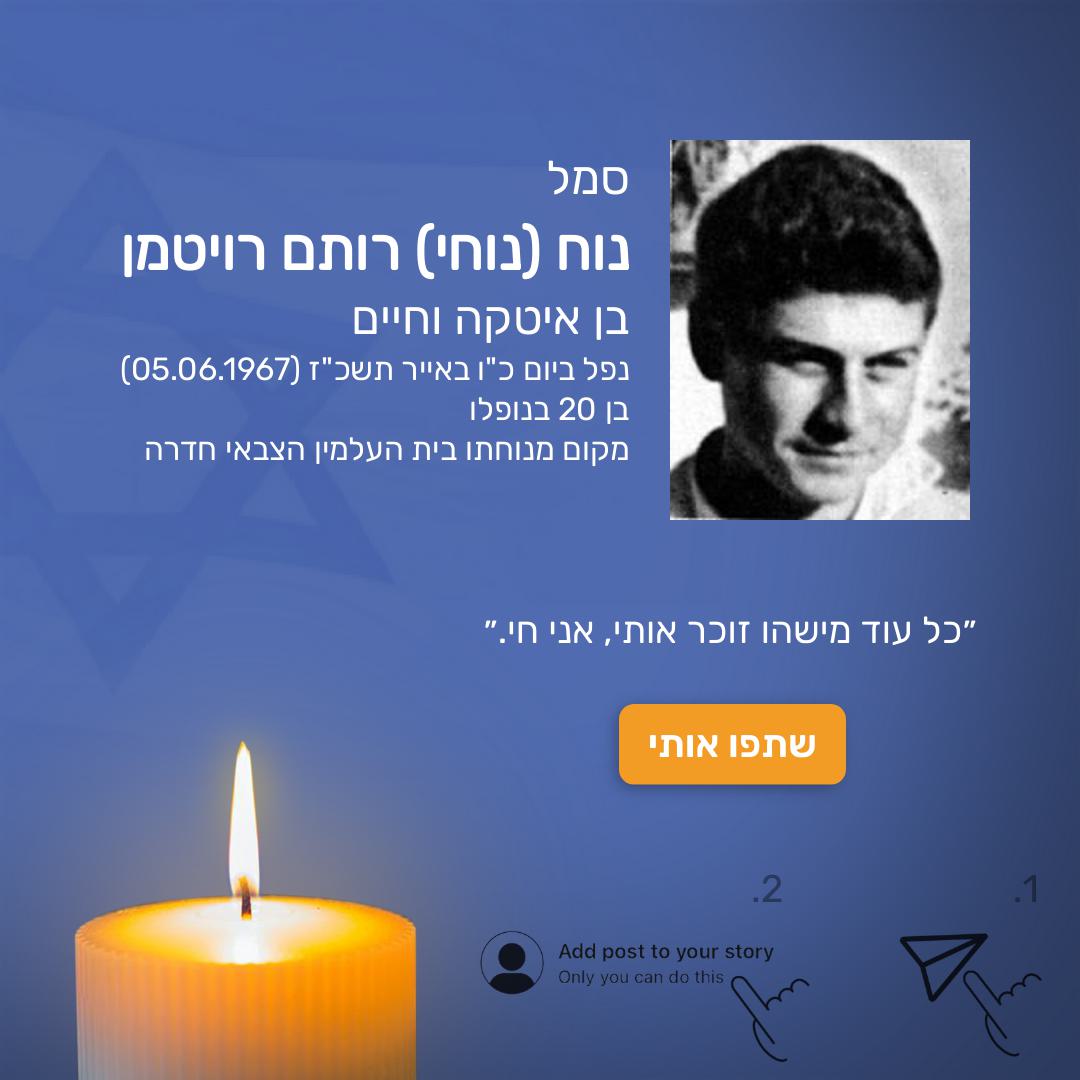 סמל
נוח (נוחי) רותם רויטמן
בן איטקה וחיים
נפל ביום כ"ו באייר תשכ"ז (05.06.1967)
בן 20 בנופלו
מקום מנוחתו בית העלמין הצבאי חדרה
״כל עוד מישהו זוכר אותי, אני חי.״
שתפו אותי
1.
2.
Add post to your story
Only you can do this